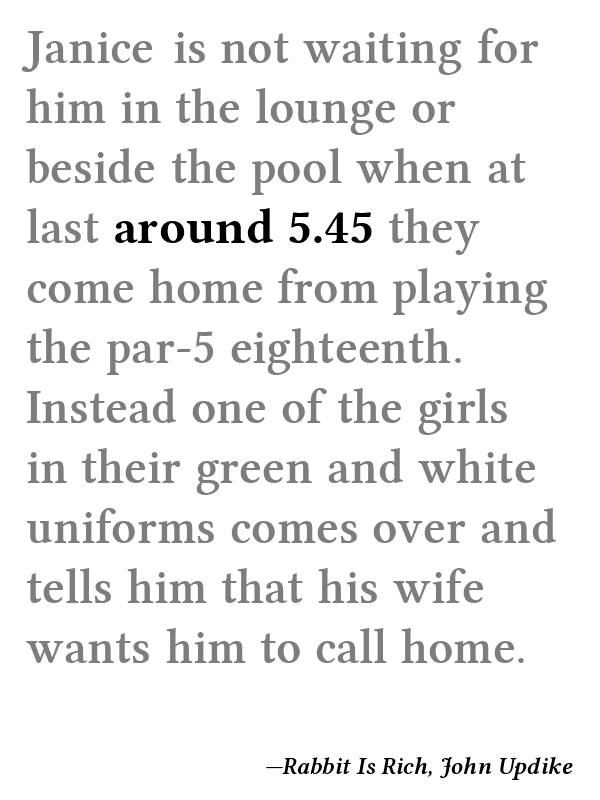 Janice is not waiting for
him in the lounge or
beside the pool when at
last around 5.45 they
come home from playing
the par-5 eighteenth.
Instead one of the girls
in their green and white
uniforms comes over and
tells him that his wife
wants him to call home.
—Rabbit Is Rich, John Updike